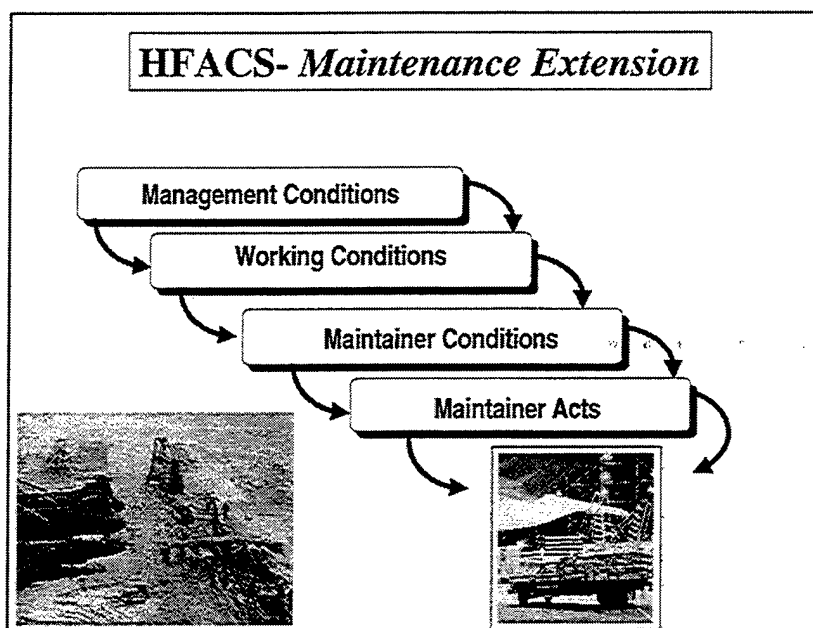 HFACS- Maintenance Extension
Management Conditions
Working Conditions
Maintainer Conditions
Maintainer Acts